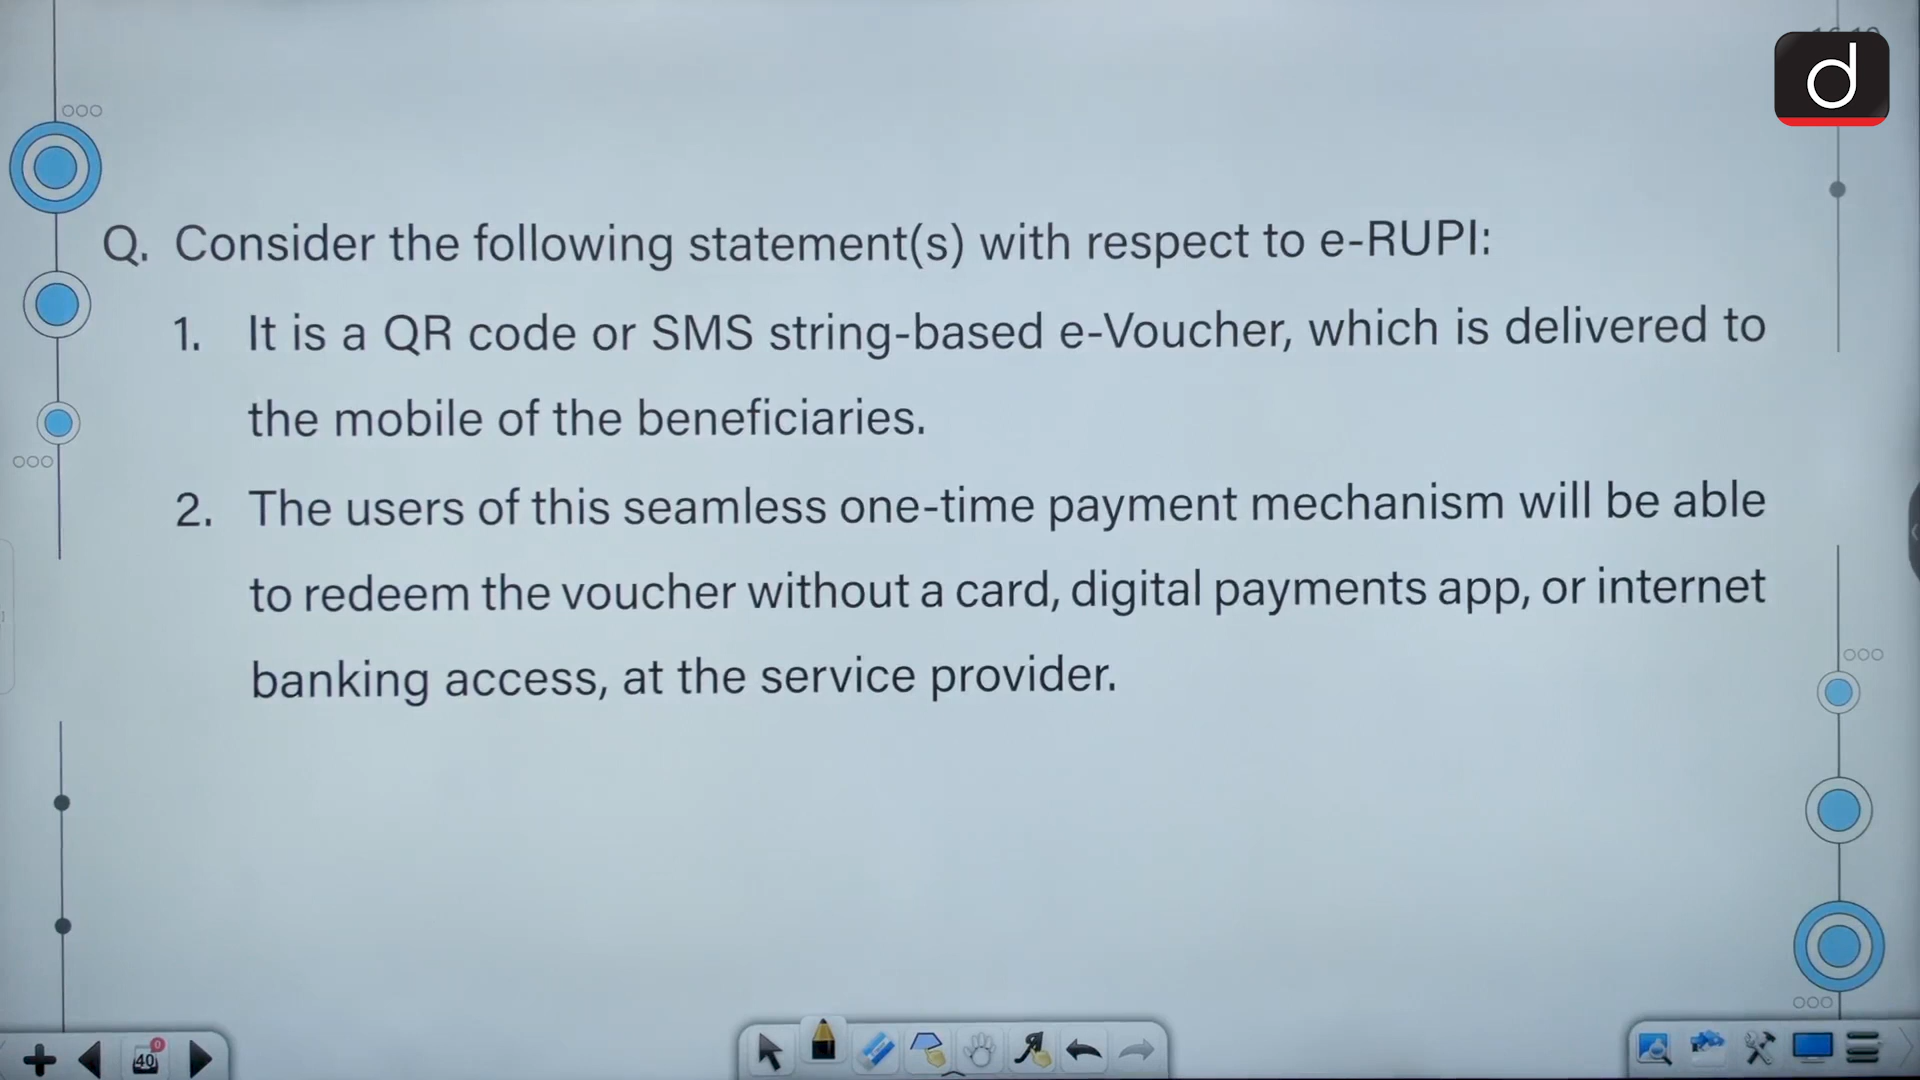 Q. Consider the following statement(s) with respect to e-RUPI:
1. It is a QR code or SMS string-based e-Voucher, which is delivered to
the mobile of the beneficiaries.
2. The users of this seamless one-time payment mechanism will be able
to redeem the voucher without a card, digital payments app, or internet
banking access, at the service provider.
d
40
0